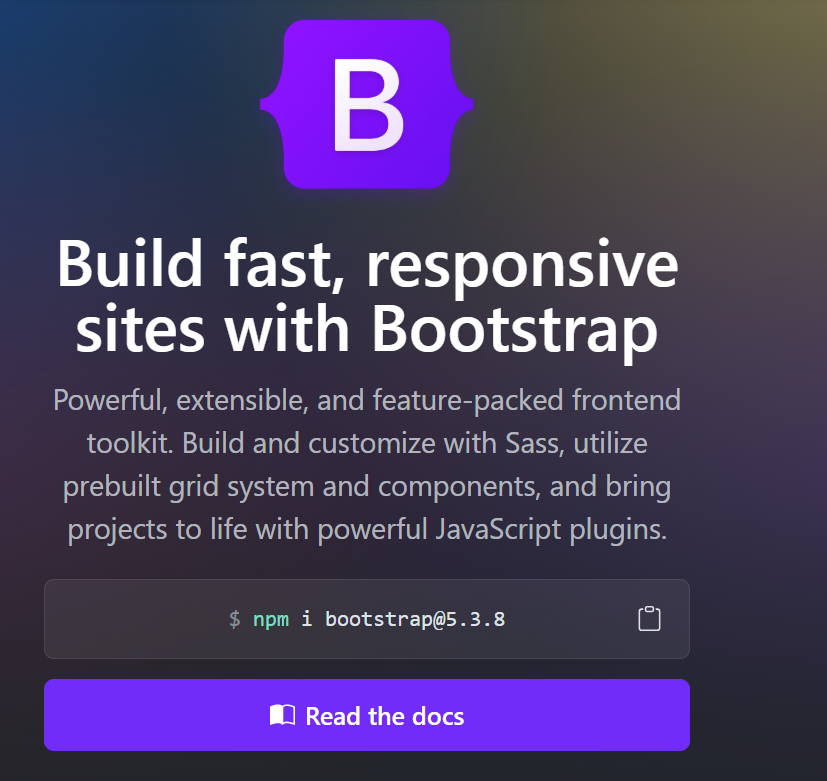 B
Build fast, responsive
sites with Bootstrap
Powerful, extensible, and feature-packed frontend
toolkit. Build and customize with Sass, utilize
prebuilt grid system and components, and bring
projects to life with powerful JavaScript plugins.
$ npm i bootstrap@5.3.8
Read the docs